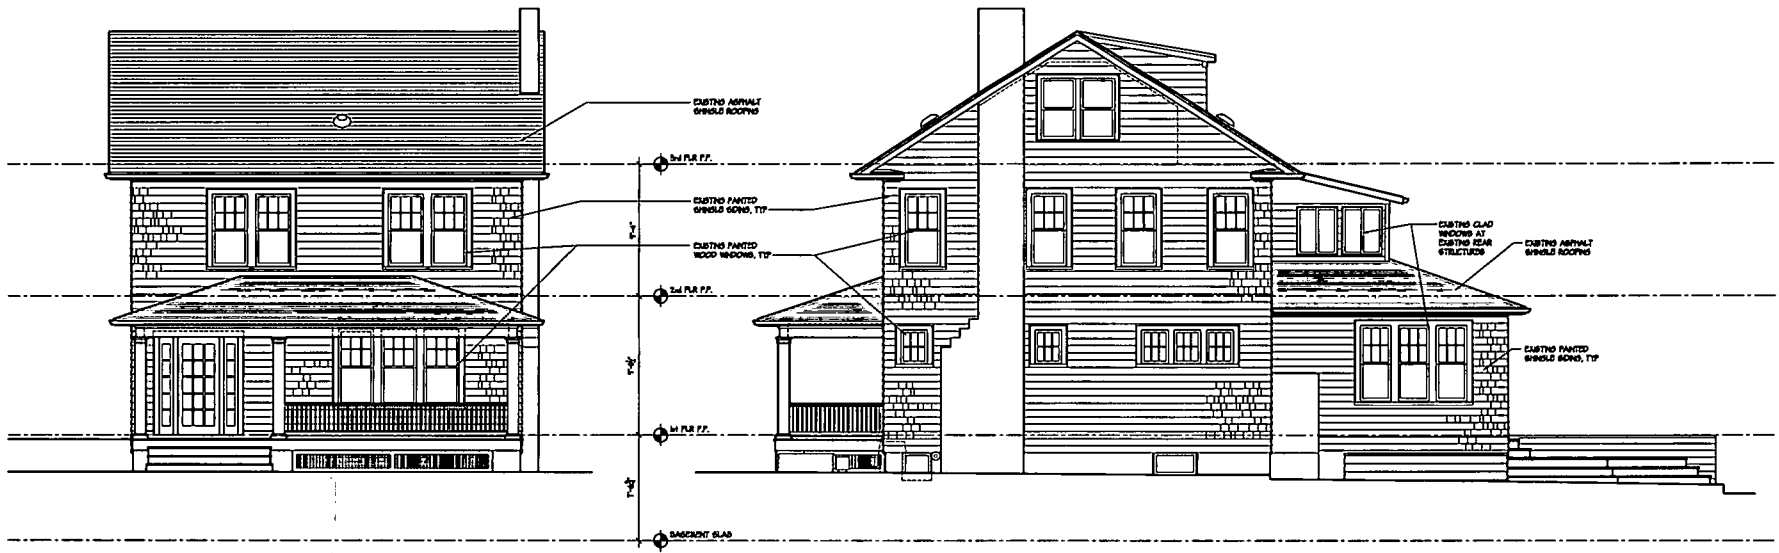 EXISTING ASPHALT
SHINGLE ROOFING
3rd FLR F.F.
EXISTING PAINTED
SHINGLE SIDING, TYP
EXISTING PAINTED
WOOD WINDOWS, TYP
EXISTING CLAD
WINDOWS AT
EXISTING REAR
STRUCTURES
EXISTING ASPHALT
SHINGLE ROOFING
2nd FLR F.F.
EXISTING PAINTED
SHINGLE SIDING, TYP
1st FLR F.F.
BASEMENT SLAB